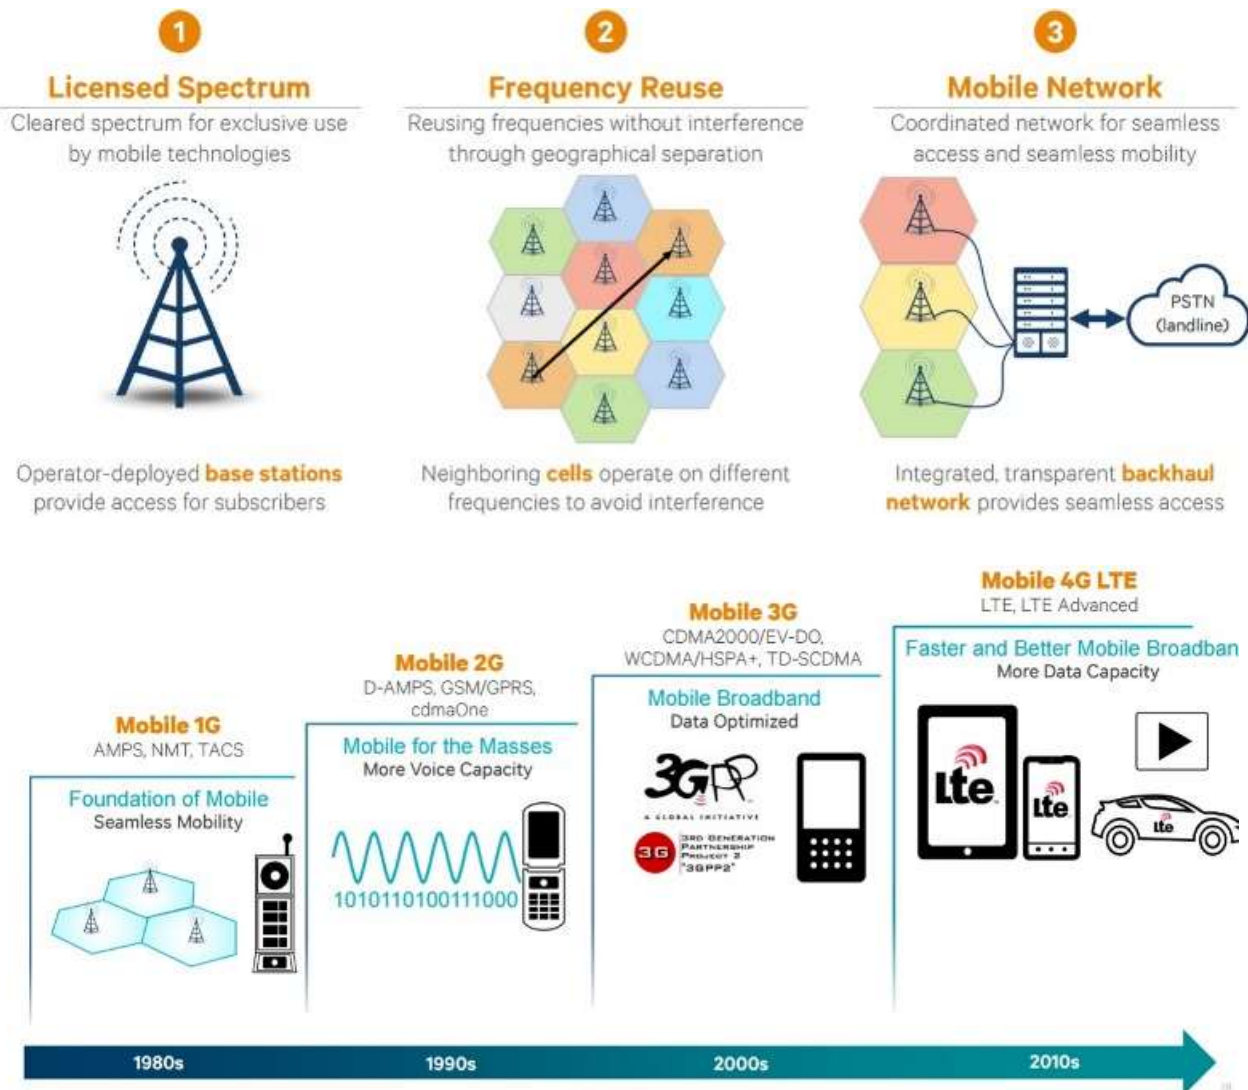 1
Licensed Spectrum
Cleared spectrum for exclusive use
by mobile technologies
Operator-deployed base stations
provide access for subscribers
2
Frequency Reuse
Reusing frequencies without interference
through geographical separation
Neighboring cells operate on different
frequencies to avoid interference
3
Mobile Network
Coordinated network for seamless
access and seamless mobility
PSTN
(landline)
Integrated, transparent backhaul
network provides seamless access
Mobile 1G
AMPS, NMT, TACS
Foundation of Mobile
Seamless Mobility
Mobile 2G
D-AMPS, GSM/GPRS,
cdmaOne
Mobile for the Masses
More Voice Capacity
1010110100111000
Mobile 3G
CDMA2000/EV-DO,
WCDMA/HSPA+, TD-SCDMA
Mobile Broadband
Data Optimized
3GPP
A GLOBAL INITIATIVE
3G
3RD GENERATION
PARTNERSHIP
PROJECT 2
"3GPP2"
Mobile 4G LTE
LTE, LTE Advanced
Faster and Better Mobile Broadban
More Data Capacity
Lte
Lte
lte
1980s
1990s
2000s
2010s